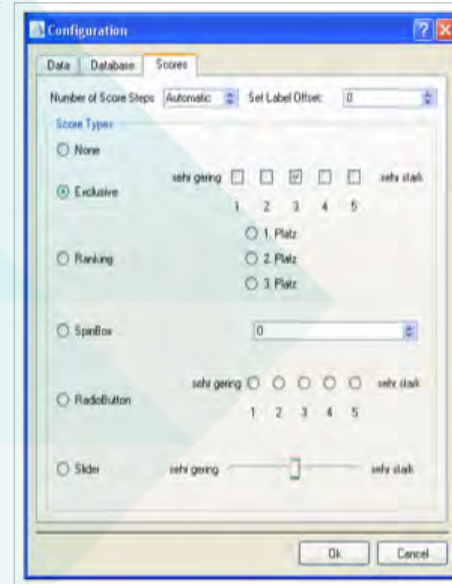 Configuration
Data Database Scores
Number of Score Steps: Automatic Set Label Offset: 0
Score Types
None
Exclusive sehr gering sehr stark
1 2 3 4 5
Ranking
1. Platz
2. Platz
3. Platz
SpinBox 0
RadioButton sehr gering sehr stark
1 2 3 4 5
Slider sehr gering sehr stark
Ok Cancel